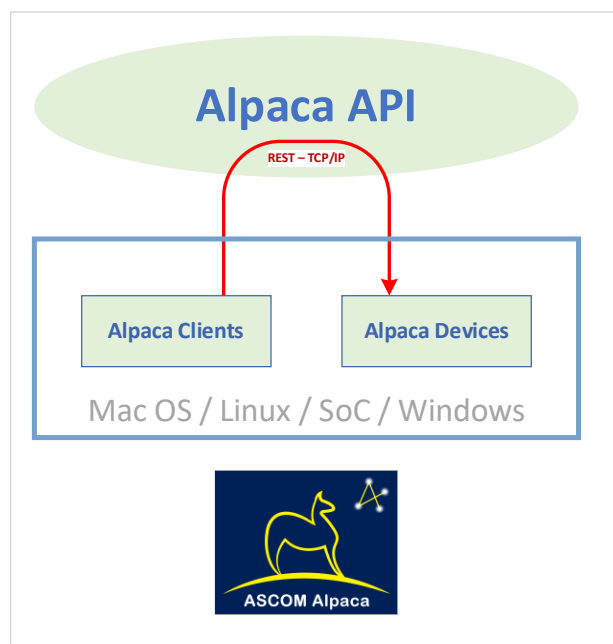 Alpaca API
REST – TCP/IP
Alpaca Clients
Alpaca Devices
Mac OS / Linux / SoC / Windows
ASCOM Alpaca